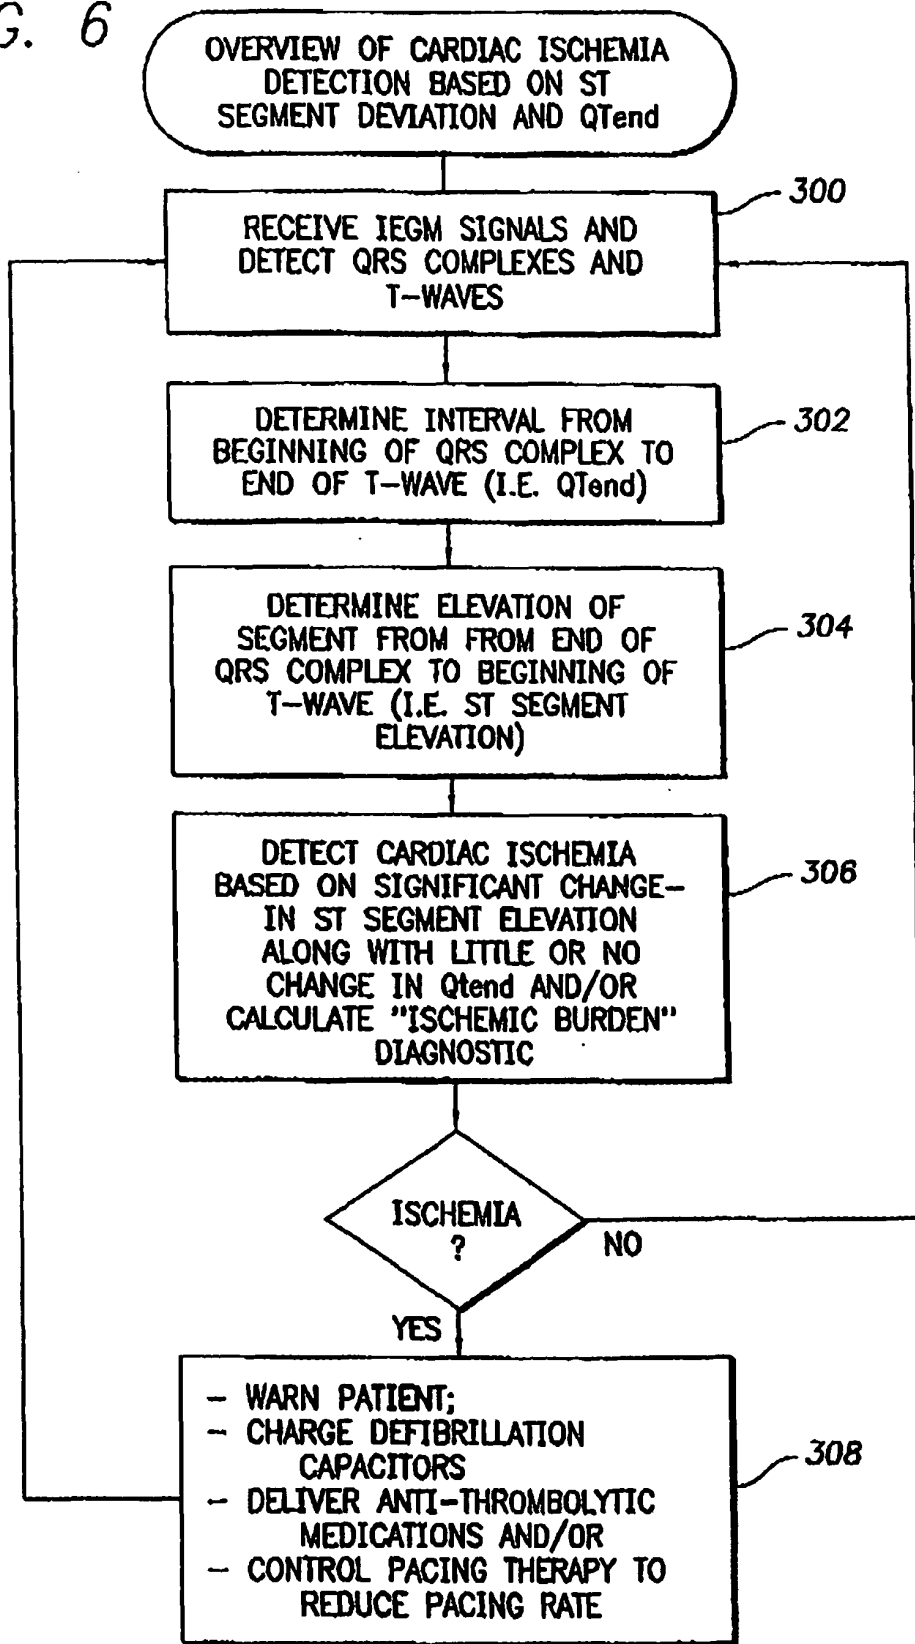 G. 6
OVERVIEW OF CARDIAC ISCHEMIA
DETECTION BASED ON ST
SEGMENT DEVIATION AND QTend
300
RECEIVE IEGM SIGNALS AND
DETECT QRS COMPLEXES AND
T-WAVES
302
DETERMINE INTERVAL FROM
BEGINNING OF QRS COMPLEX TO
END OF T-WAVE (I.E. QTend)
304
DETERMINE ELEVATION OF
SEGMENT FROM FROM END OF
QRS COMPLEX TO BEGINNING OF
T-WAVE (I.E. ST SEGMENT
ELEVATION)
306
DETECT CARDIAC ISCHEMIA
BASED ON SIGNIFICANT CHANGE-
IN ST SEGMENT ELEVATION
ALONG WITH LITTLE OR NO
CHANGE IN Qtend AND/OR
CALCULATE "ISCHEMIC BURDEN"
DIAGNOSTIC
ISCHEMIA
?
NO
YES
308
- WARN PATIENT;
- CHARGE DEFIBRILLATION
CAPACITORS
- DELIVER ANTI-THROMBOLYTIC
MEDICATIONS AND/OR
- CONTROL PACING THERAPY TO
REDUCE PACING RATE